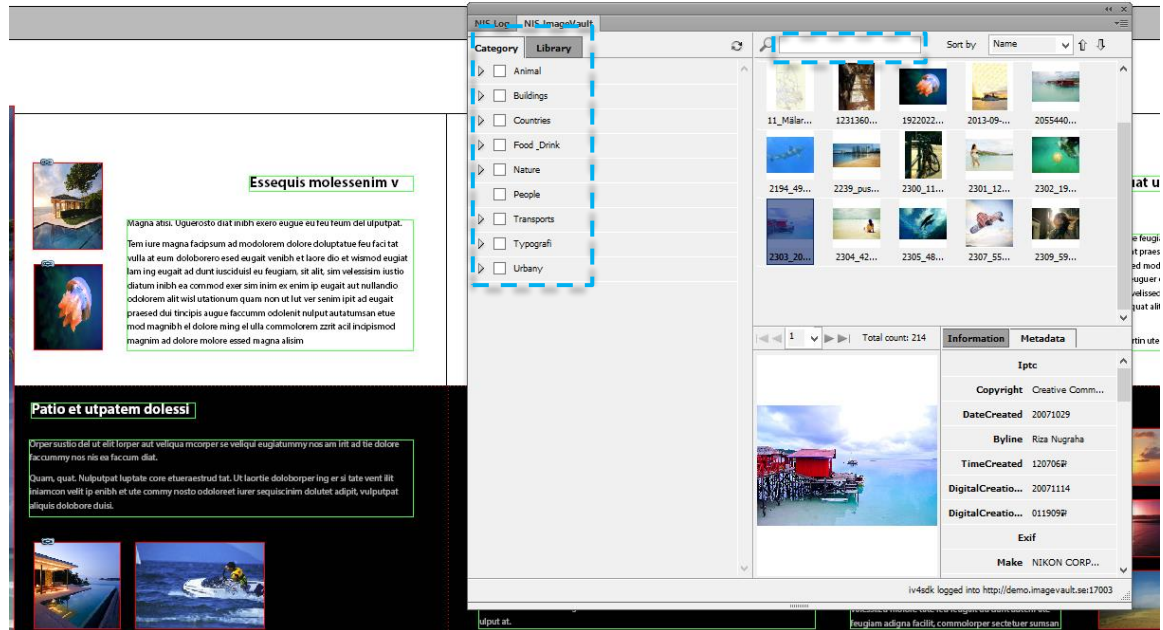 NIS Log NIS ImageVault
Category Library
Sort by Name
Animal
Buildings
Countries
Food _Drink
Nature
People
Transports
Typografi
Urbany
11_Mälar... 1231360... 1922022... 2013-09-... 2055440...
2194_49... 2239_pus... 2300_11... 2301_12... 2302_19...
2303_20... 2304_42... 2305_48... 2307_55... 2309_59...
1 Total count: 214
Information Metadata
Iptc
Copyright Creative Comm...
DateCreated 20071029
Byline Riza Nugraha
TimeCreated 120706
DigitalCreatio... 20071114
DigitalCreatio... 011909
Exif
Make NIKON CORP...
iv4sdk logged into http://demo.imagevault.se:17003
Essequis molessenim v
Magna atisi. Uguerosto diat inibh exero eugue eu feu feum del ulputpat.
Tem iure magna facipsum ad modolorem dolore doluptatue feu faci tat
vulla at eum doloborero esed eugait venibh et laore dio et wismod eugiat
lam ing eugait ad dunt iusciduisl eu feugiam, sit alit, sim velessisim iustio
diatum inibh ea commod exer sim inim ex enim ip eugait aut nullandio
odolorem alit wisl utationum quam non ut lut ver senim ipit ad eugait
praesed dui tincipis augue faccumm odolenit nulput autatumsan etue
mod magnibh el dolore ming el ulla commolorem zzrit acil incipismod
magnim ad dolore molore essed magna alisim
Patio et utpatem dolessi
Orper sustio del ut elit lorper aut veliqua mcorper se veliqui eugiatummy nos am irit ad tie dolore
faccummy nos nis ea faccum diat.
Quam, quat. Nulputpat luptate core etueraestrud tat. Ut laortie doloborper ing er si tate vent ilit
iniamcon velit ip enibh et ute commy nosto odoloreet iurer sequiscinim dolutet adipit, vulputpat
aliquis dolobore duisi.
ulput at.
feugiam adigna facilit, commolorper sectetuer sumsan